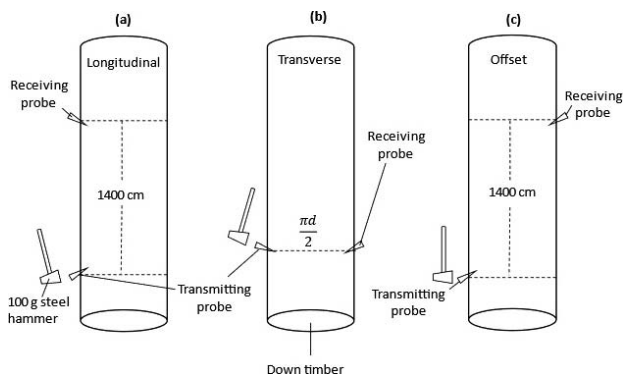 (a)
Longitudinal
Receiving
probe
1400 cm
100 g steel
hammer
Transmitting
probe
(b)
Transverse
Receiving
probe
πd
2
Down timber
(c)
Offset
Receiving
probe
1400 cm
Transmitting
probe